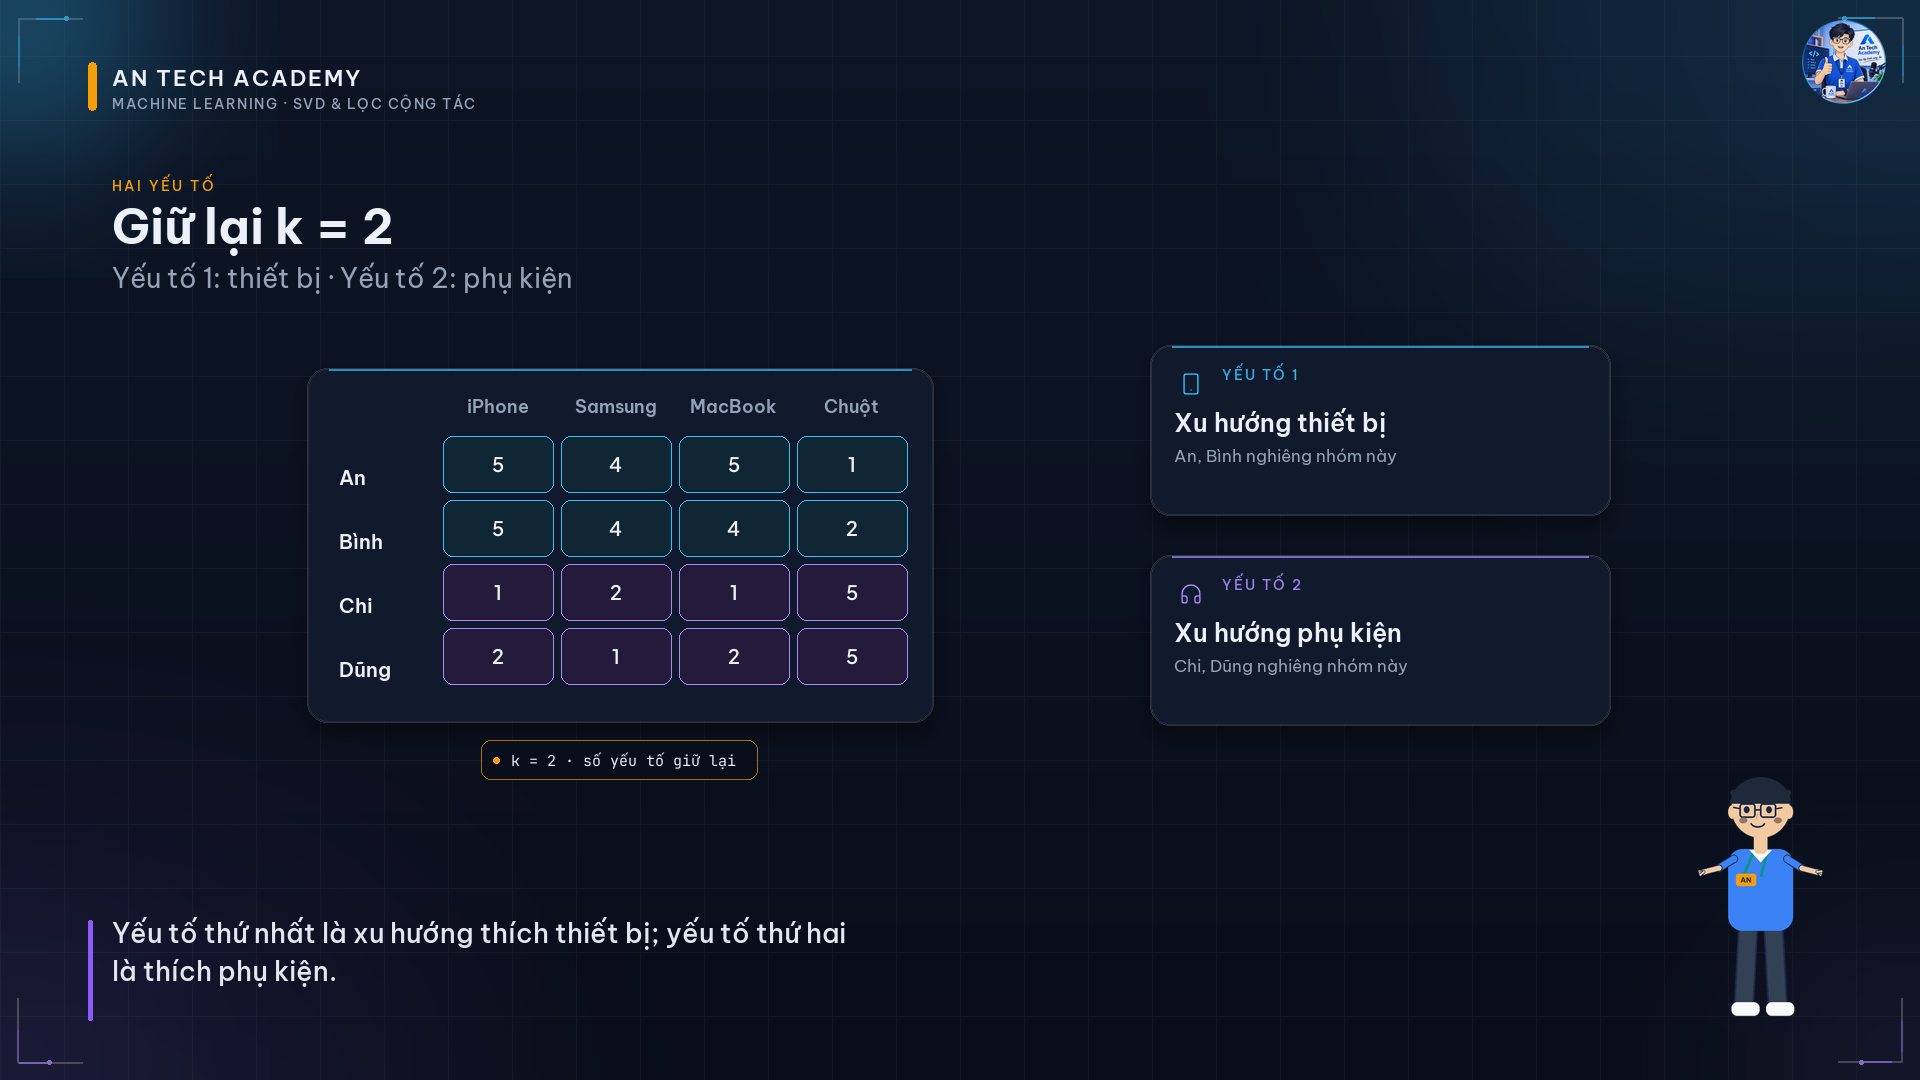 AN TECH ACADEMY
MACHINE LEARNING · SVD & LỌC CỘNG TÁC
An Tech
Academy
HAI YẾU TỐ
Giữ lại k = 2
Yếu tố 1: thiết bị · Yếu tố 2: phụ kiện
iPhone Samsung MacBook Chuột
An 5 4 5 1
Bình 5 4 4 2
Chi 1 2 1 5
Dũng 2 1 2 5
k = 2 · số yếu tố giữ lại
YẾU TỐ 1
Xu hướng thiết bị
An, Bình nghiêng nhóm này
YẾU TỐ 2
Xu hướng phụ kiện
Chi, Dũng nghiêng nhóm này
AN
Yếu tố thứ nhất là xu hướng thích thiết bị; yếu tố thứ hai
là thích phụ kiện.